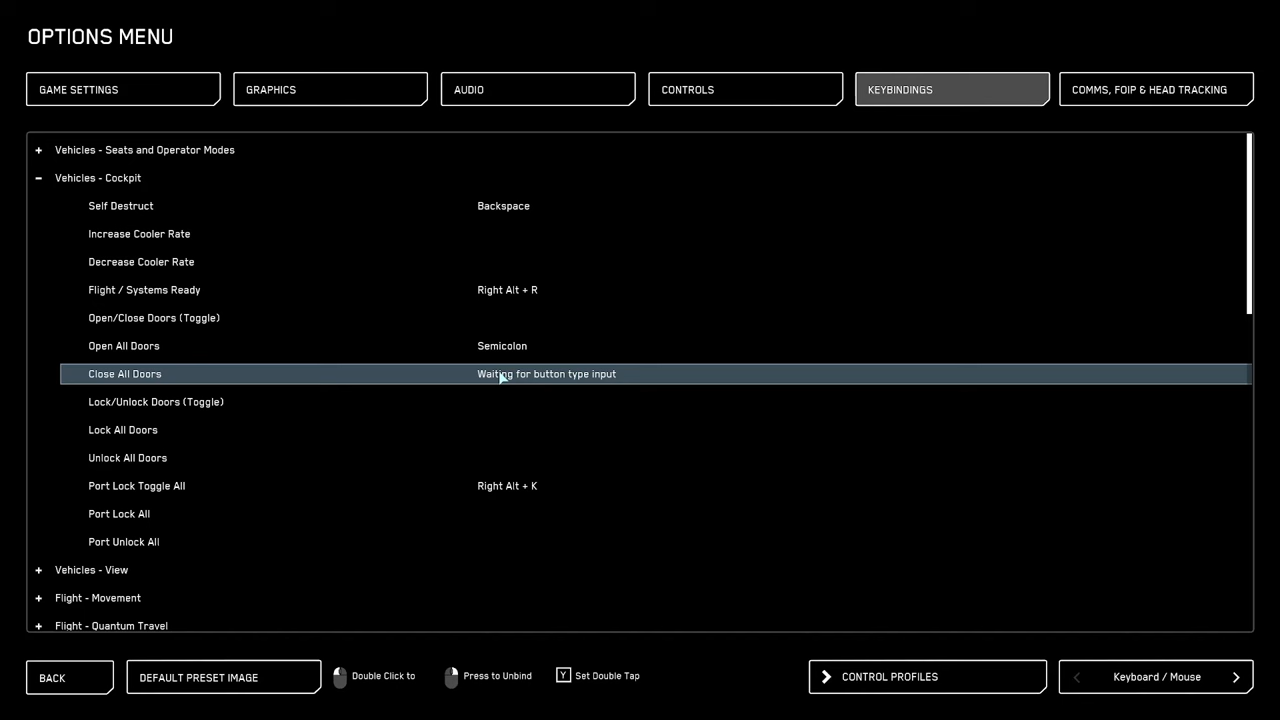 OPTIONS MENU
GAME SETTINGS GRAPHICS AUDIO CONTROLS KEYBINDINGS COMMS, FOIP & HEAD TRACKING
+ Vehicles - Seats and Operator Modes
- Vehicles - Cockpit
Self Destruct Backspace
Increase Cooler Rate
Decrease Cooler Rate
Flight / Systems Ready Right Alt + R
Open/Close Doors (Toggle)
Open All Doors Semicolon
Close All Doors Waiting for button type input
Lock/Unlock Doors (Toggle)
Lock All Doors
Unlock All Doors
Port Lock Toggle All Right Alt + K
Port Lock All
Port Unlock All
+ Vehicles - View
+ Flight - Movement
+ Flight - Quantum Travel
BACK DEFAULT PRESET IMAGE Double Click to Press to Unbind Y Set Double Tap CONTROL PROFILES Keyboard / Mouse